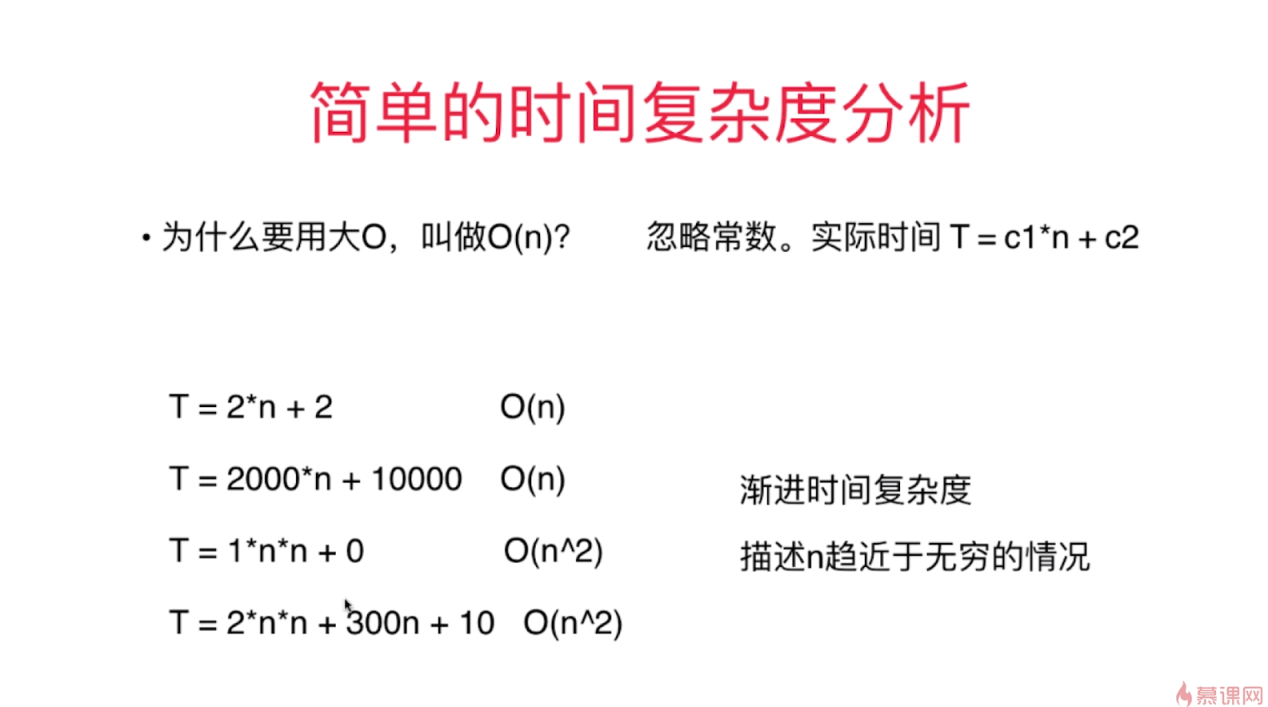 简单的时间复杂度分析
• 为什么要用大O，叫做O(n)? 忽略常数。实际时间 T = c1*n + c2
T = 2*n + 2 O(n)
T = 2000*n + 10000 O(n)
渐进时间复杂度
T = 1*n*n + 0 O(n^2)
描述n趋近于无穷的情况
T = 2*n*n + 300n + 10 O(n^2)
慕课网